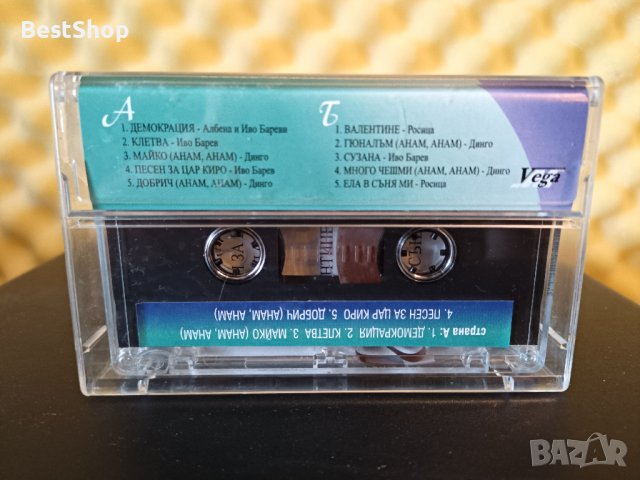 BestShop
А
1. ДЕМОКРАЦИЯ - Албена и Иво Бареви
2. КЛЕТВА - Иво Барев
3. МАЙКО (АНАМ, АНАМ) - Динго
4. ПЕСЕН ЗА ЦАР КИРО - Иво Барев
5. ДОБРИЧ (АНАМ, АНАМ) - Динго
Б
1. ВАЛЕНТИНЕ - Росица
2. ГЮНАЛЪМ (АНАМ, АНАМ) - Динго
3. СУЗАНА - Иво Барев
4. МНОГО ЧЕШМИ (АНАМ, АНАМ) - Динго
5. ЕЛА В СЪНЯ МИ - Росица
Vega
ЗА
НТИНЕ
СЪН
страна А: 1. ДЕМОКРАЦИЯ 2. КЛЕТВА 3. МАЙКО (АНАМ, АНАМ)
4. ПЕСЕН ЗА ЦАР КИРО 5. ДОБРИЧ (АНАМ, АНАМ)
BAZAR